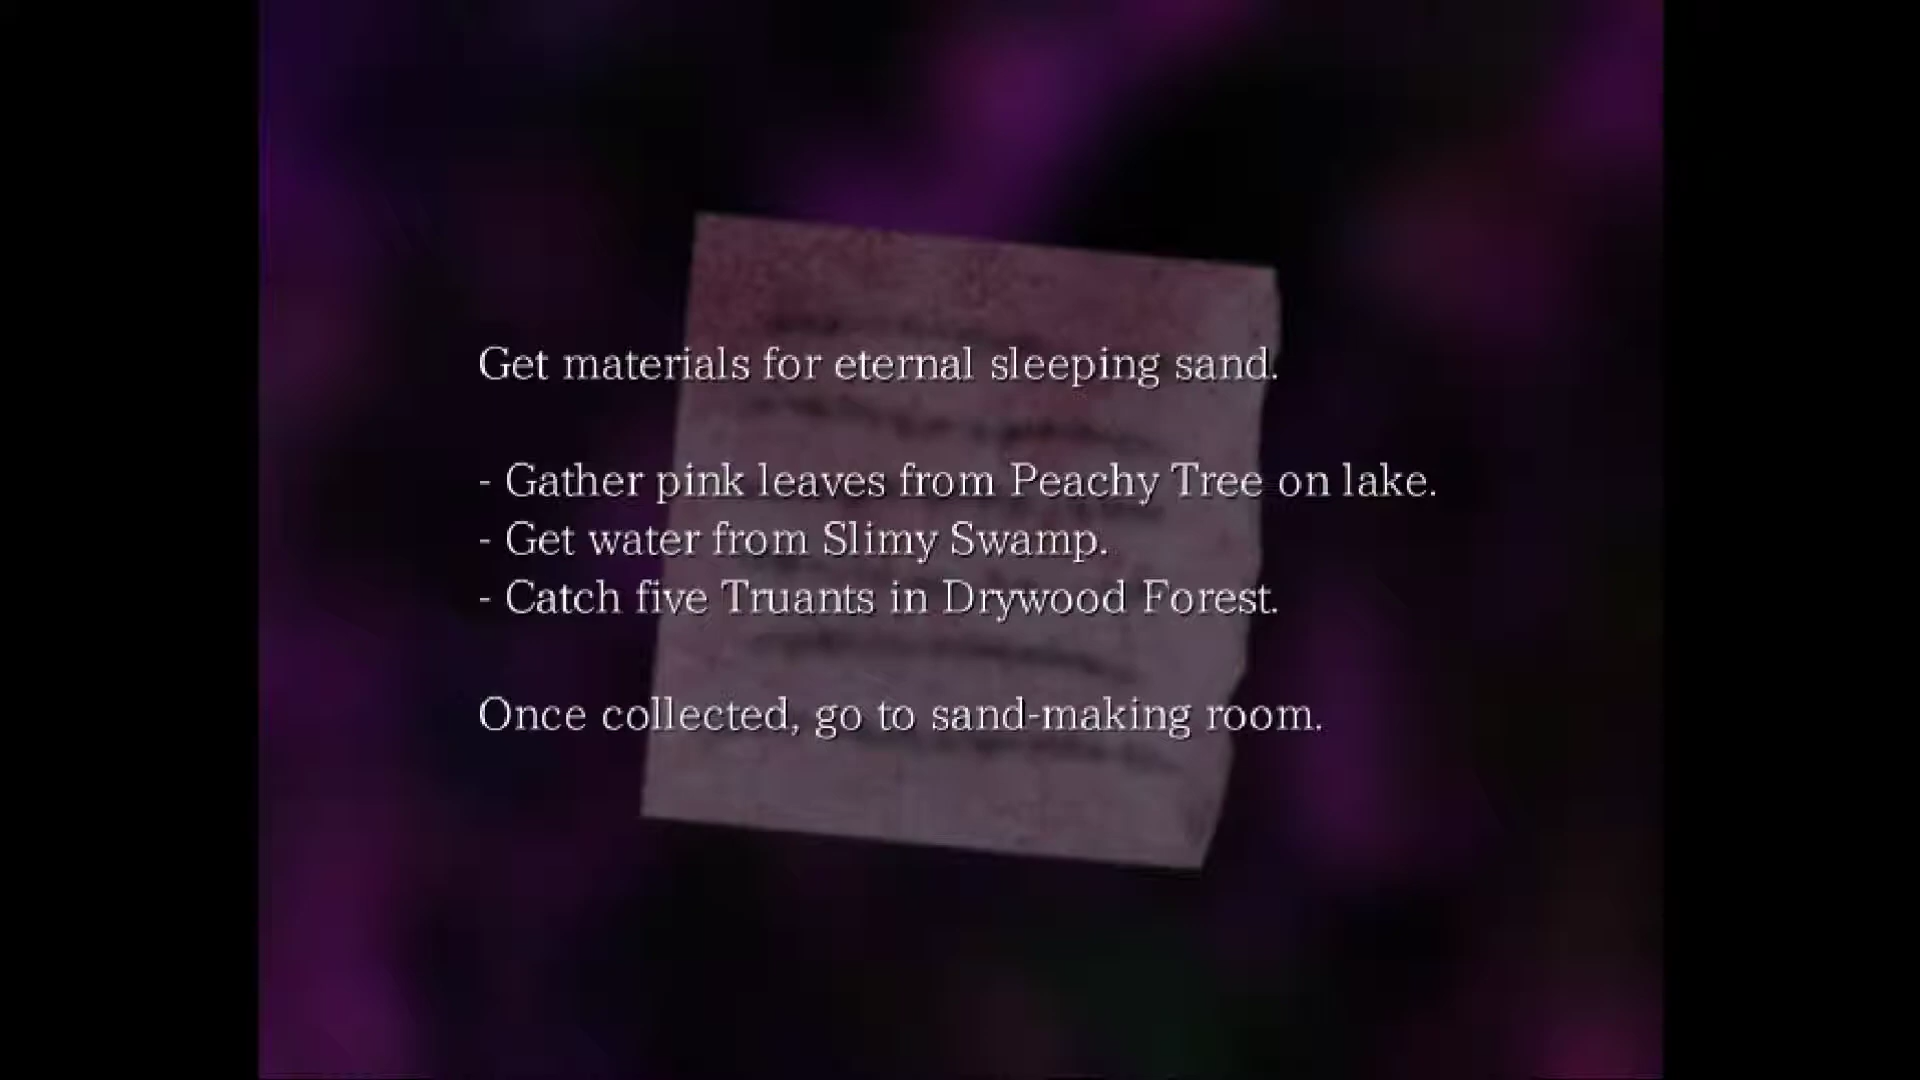 Get materials for eternal sleeping sand.
- Gather pink leaves from Peachy Tree on lake.
- Get water from Slimy Swamp.
- Catch five Truants in Drywood Forest.
Once collected, go to sand-making room.